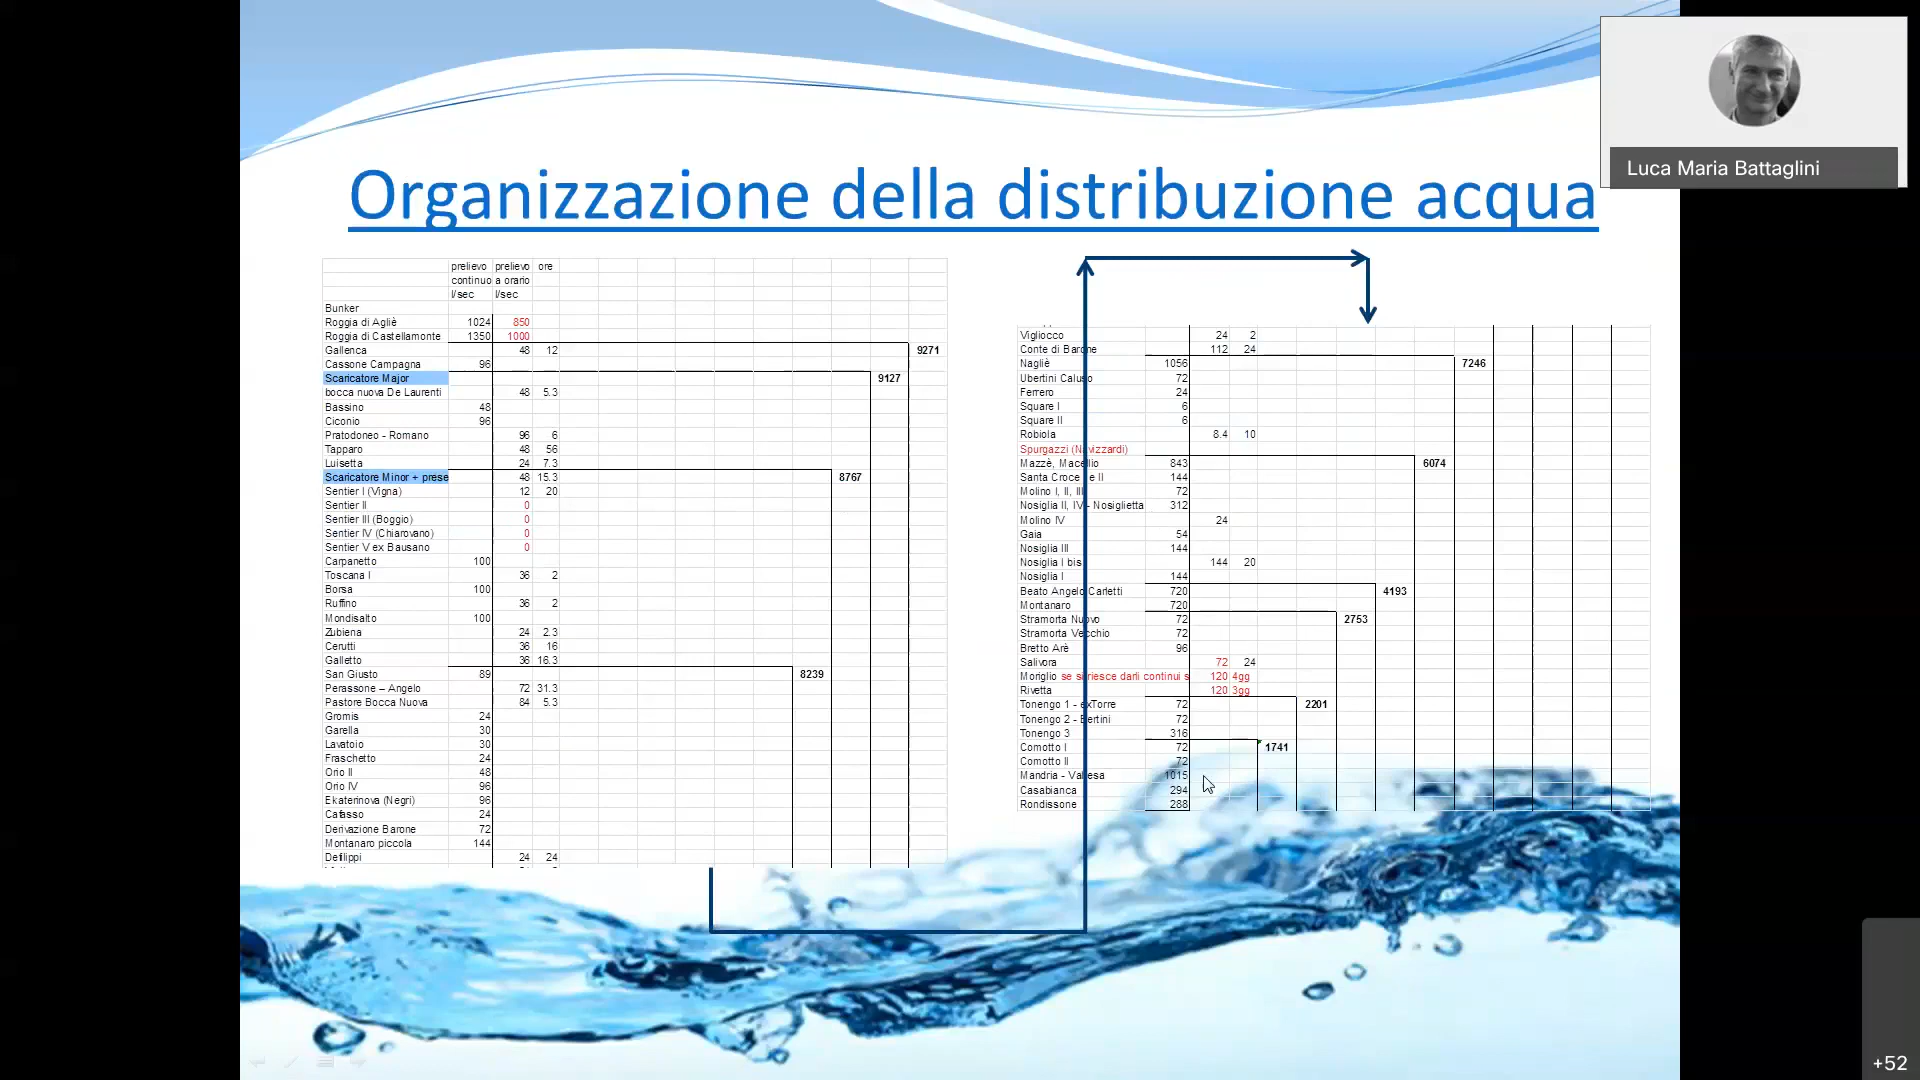 Organizzazione della distribuzione acqua
Luca Maria Battaglini
prelievo prelievo ore
continuo a orario
l/sec l/sec
Bunker
Roggia di Agliè 1024 850
Roggia di Castellamonte 1350 1000
Gallenca 48 12 9271
Cassone Campagna 96
Scaricatore Major 9127
bocca nuova De Laurenti 48 5.3
Bassino 48
Ciconio 96
Pratodoneo - Romano 96 6
Tapparo 48 56
Luisetta 24 7.3
Scaricatore Minor + prese 48 15.3 8767
Sentier I (Vigna) 12 20
Sentier II 0
Sentier III (Boggio) 0
Sentier IV (Chiarovano) 0
Sentier V ex Bausano 0
Carpanetto 100
Toscana I 36 2
Borsa 100
Ruffino 36 2
Mondisalto 100
Zubiena 24 2.3
Cerutti 36 16
Galletto 36 16.3
San Giusto 89 8239
Perassone – Angelo 72 31.3
Pastore Bocca Nuova 84 5.3
Gromis 24
Garella 30
Lavatoio 30
Fraschetto 24
Orio II 48
Orio IV 96
Ekaterinova (Negri) 96
Cafasso 24
Derivazione Barone 72
Montanaro piccola 144
Defilippi 24 24
Vigliocco 24 2
Conte di Barone 112 24
Nagliè 1056 7246
Ubertini Caluso 72
Ferrero 24
Square I 6
Square II 6
Robiola 8.4 10
Spurgazzi (Navizzardi)
Mazzè, Macellio 843 6074
Santa Croce I e II 144
Molino I, II, III 72
Nosiglia II, IV - Nosiglietta 312
Molino IV 24
Gaia 54
Nosiglia III 144
Nosiglia I bis 144 20
Nosiglia I 144
Beato Angelo Carletti 720 4193
Montanaro 720
Stramorta Nuovo 72 2753
Stramorta Vecchio 72
Bretto Arè 96
Salivora 72 24
Moriglio se si riesce darli continui s 120 4gg
Rivetta 120 3gg
Tonengo 1 - exTorre 72 2201
Tonengo 2 - Bertini 72
Tonengo 3 316
Comotto I 72 1741
Comotto II 72
Mandria - Vallesa 1015
Casabianca 294
Rondissone 288
+52